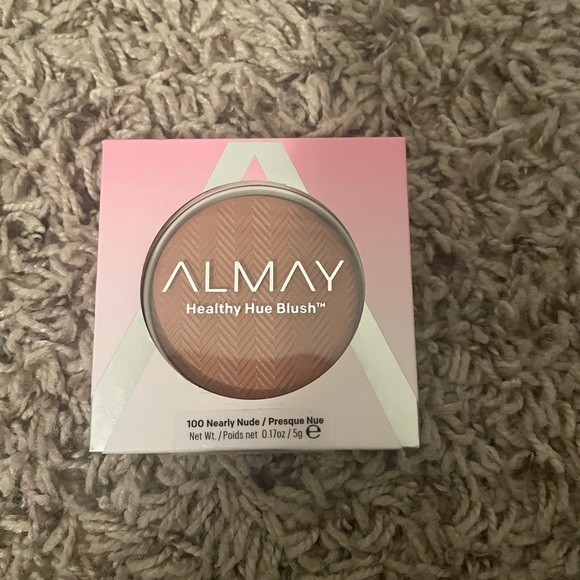 ALMAY
Healthy Hue Blush™
100 Nearly Nude / Presque Nue
Net Wt. / Poids net 0.17oz / 5g ℮